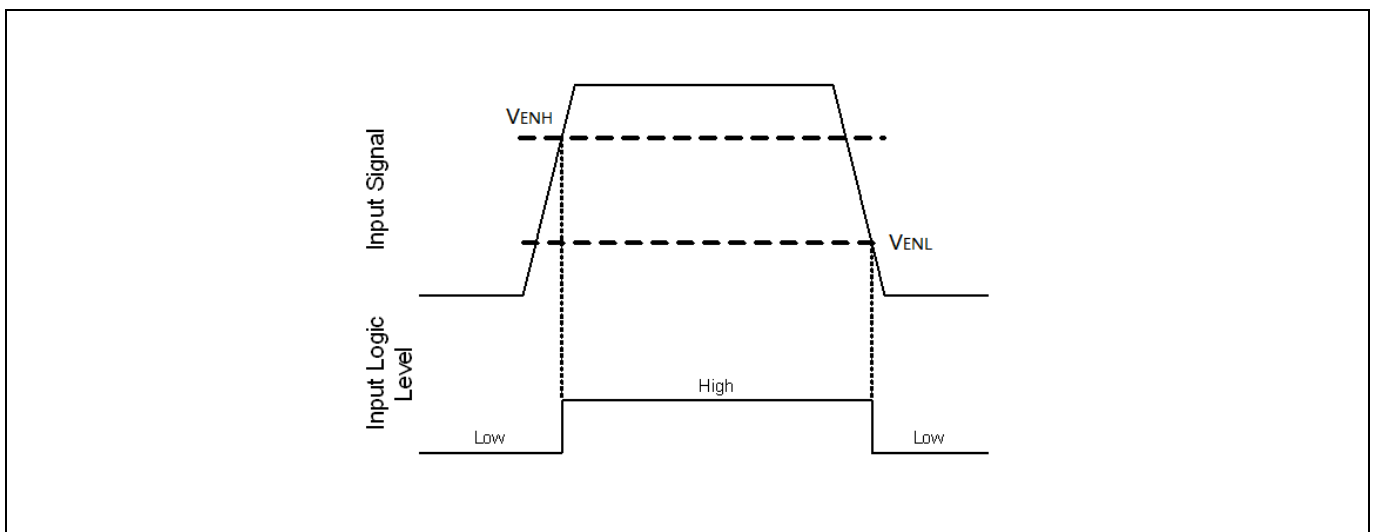 VENH
Input Signal
VENL
Input Logic
Level
High
Low
Low